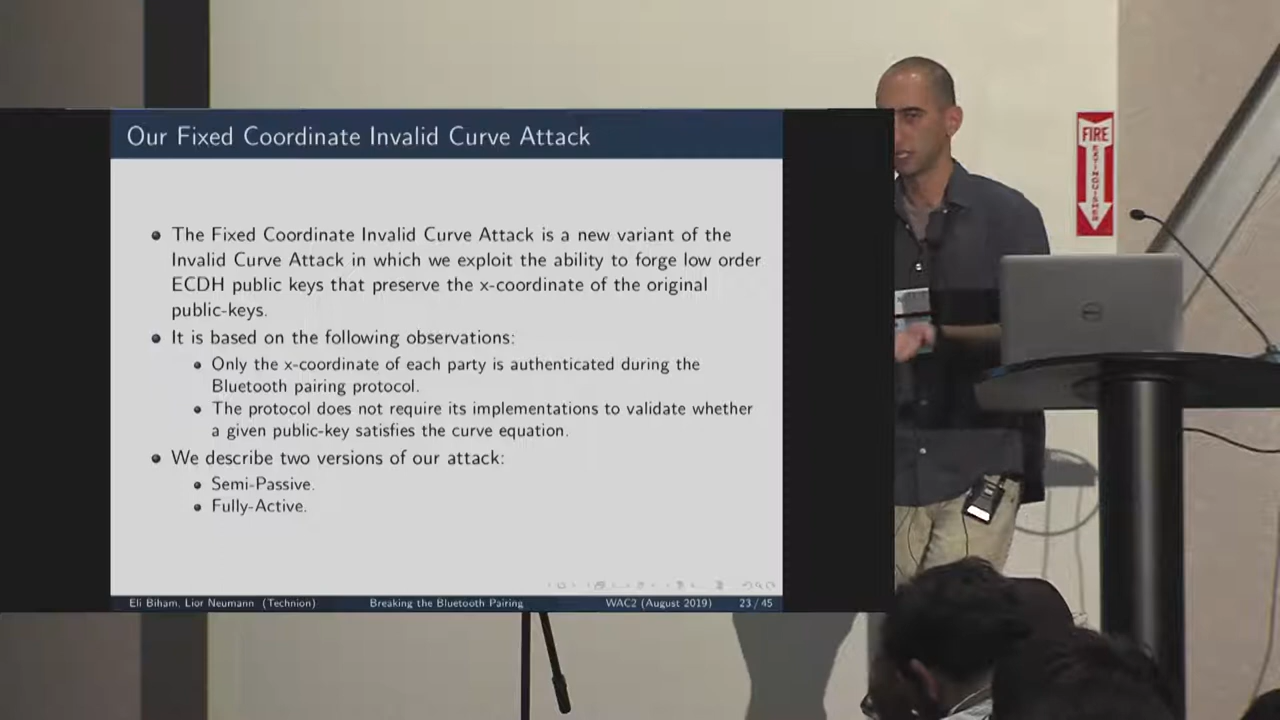 Our Fixed Coordinate Invalid Curve Attack
The Fixed Coordinate Invalid Curve Attack is a new variant of the
Invalid Curve Attack in which we exploit the ability to forge low order
ECDH public keys that preserve the x-coordinate of the original
public-keys.
It is based on the following observations:
Only the x-coordinate of each party is authenticated during the
Bluetooth pairing protocol.
The protocol does not require its implementations to validate whether
a given public-key satisfies the curve equation.
We describe two versions of our attack:
Semi-Passive.
Fully-Active.
Eli Biham, Lior Neumann (Technion) Breaking the Bluetooth Pairing WAC2 (August 2019) 23 / 45
FIRE
EXTINGUISHER
DELL